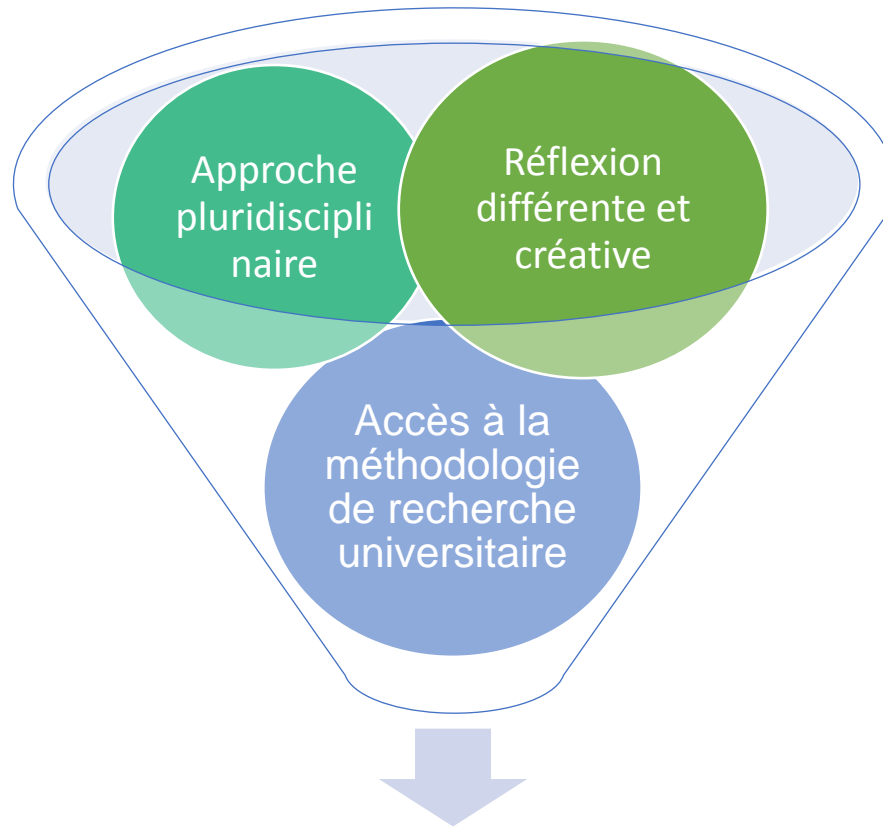 Approche
pluridiscipli
naire
Réflexion
différente et
créative
Accès à la
méthodologie
de recherche
universitaire